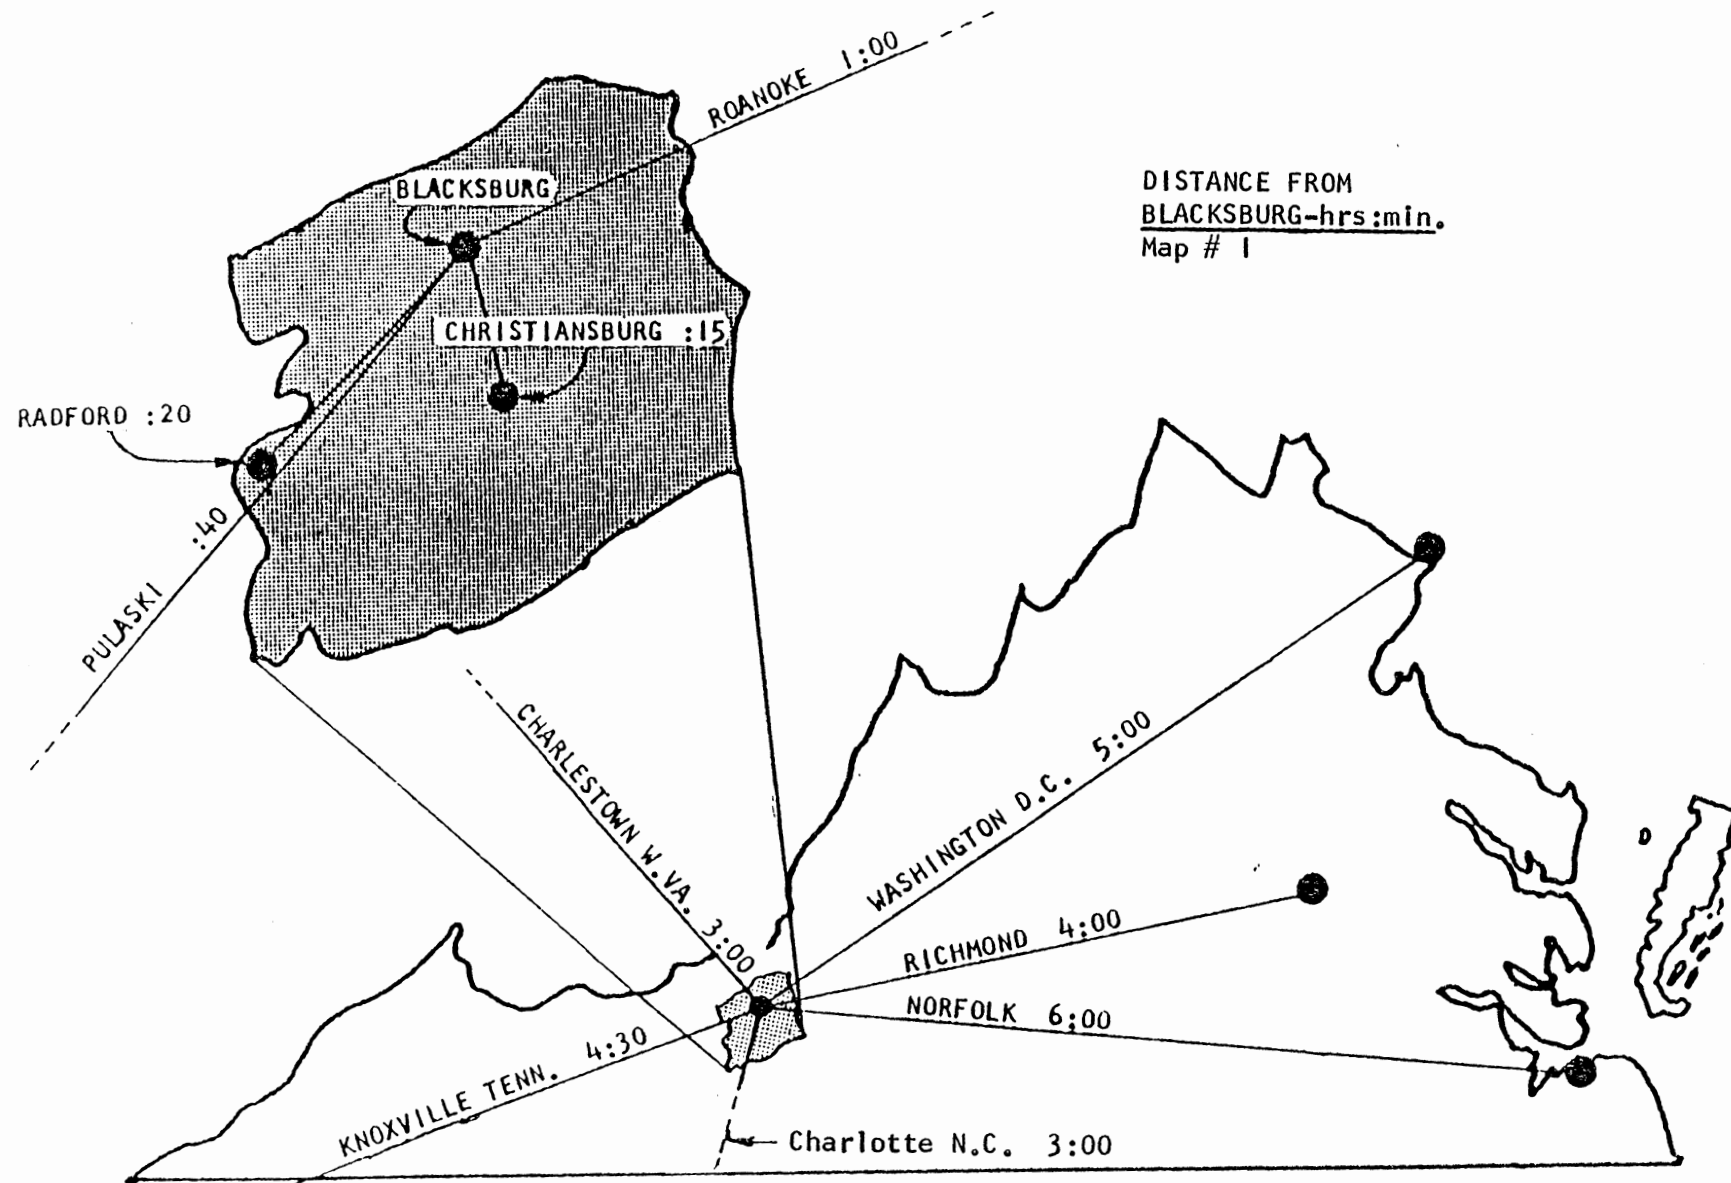 ROANOKE 1:00
BLACKSBURG
DISTANCE FROM
BLACKSBURG-hrs:min.
Map # 1
CHRISTIANSBURG :15
RADFORD :20
PULASKI :40
CHARLESTOWN W.VA. 3:00
WASHINGTON D.C. 5:00
RICHMOND 4:00
NORFOLK 6:00
KNOXVILLE TENN. 4:30
Charlotte N.C. 3:00